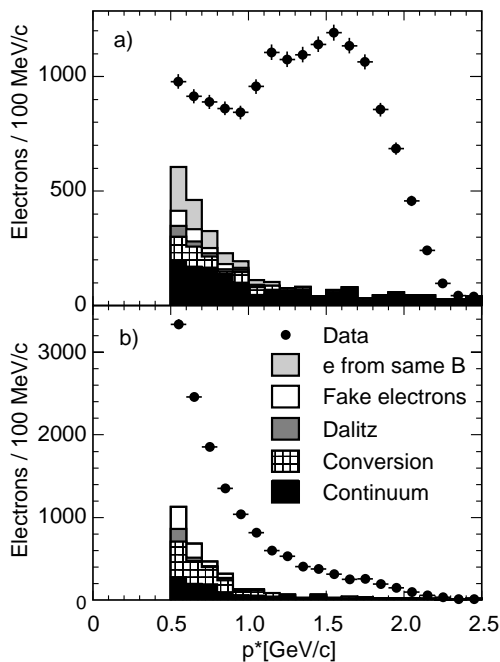 a)
Electrons / 100 MeV/c
1000
500
0
b)
Electrons / 100 MeV/c
3000
2000
1000
0
Data
e from same B
Fake electrons
Dalitz
Conversion
Continuum
0 0.5 1.0 1.5 2.0 2.5
p*[GeV/c]